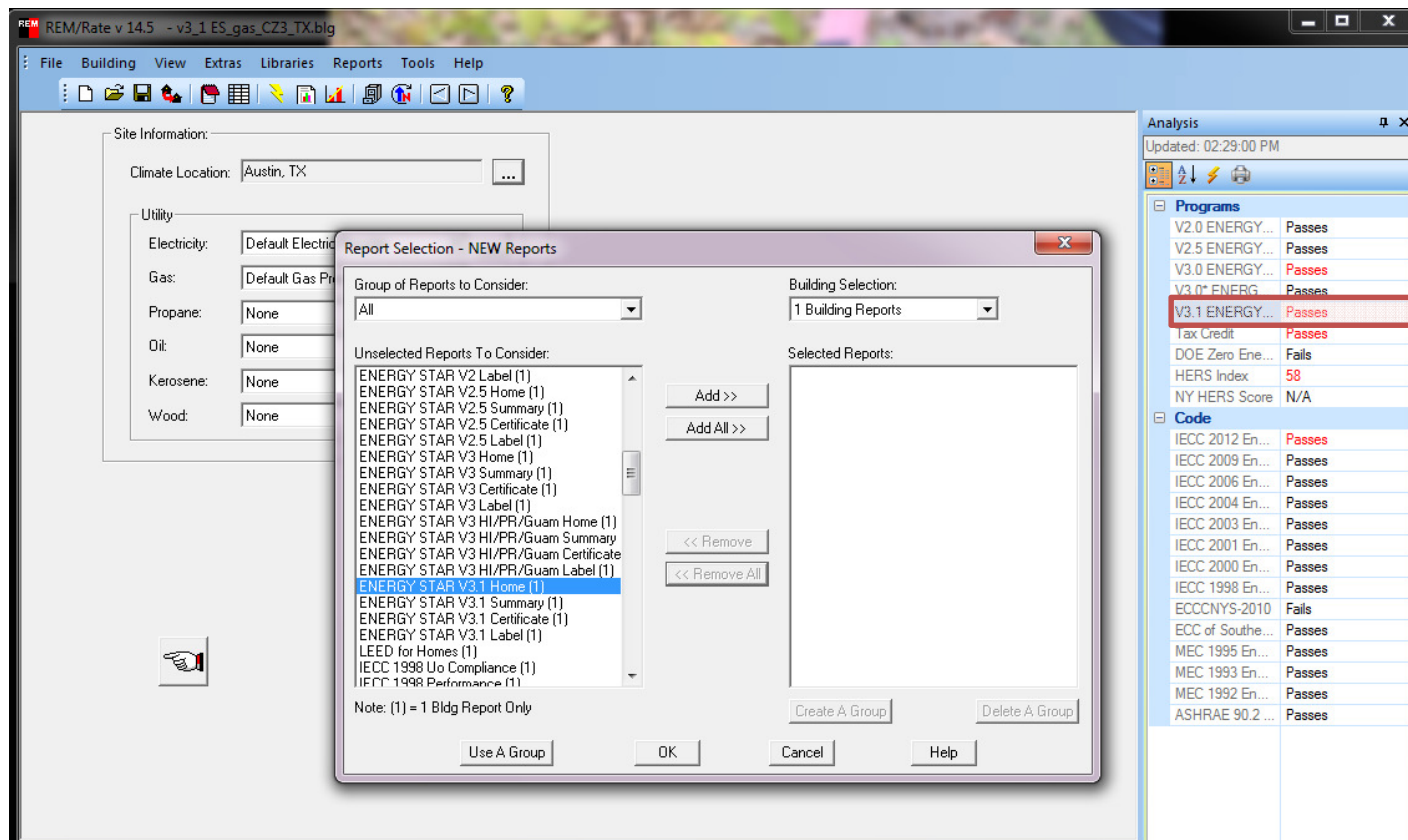 REM REM/Rate v 14.5 - v3_1 ES_gas_CZ3_TX.blg
File Building View Extras Libraries Reports Tools Help
Site Information:
Climate Location: Austin, TX ...
Utility
Electricity: Default Electric
Gas: Default Gas Pr
Propane: None
Oil: None
Kerosene: None
Wood: None
Report Selection - NEW Reports
Group of Reports to Consider:
All
Building Selection:
1 Building Reports
Unselected Reports To Consider:
ENERGY STAR V2 Label (1)
ENERGY STAR V2.5 Home (1)
ENERGY STAR V2.5 Summary (1)
ENERGY STAR V2.5 Certificate (1)
ENERGY STAR V2.5 Label (1)
ENERGY STAR V3 Home (1)
ENERGY STAR V3 Summary (1)
ENERGY STAR V3 Certificate (1)
ENERGY STAR V3 Label (1)
ENERGY STAR V3 HI/PR/Guam Home (1)
ENERGY STAR V3 HI/PR/Guam Summary
ENERGY STAR V3 HI/PR/Guam Certificate
ENERGY STAR V3 HI/PR/Guam Label (1)
ENERGY STAR V3.1 Home (1)
ENERGY STAR V3.1 Summary (1)
ENERGY STAR V3.1 Certificate (1)
ENERGY STAR V3.1 Label (1)
LEED for Homes (1)
IECC 1998 Uo Compliance (1)
IECC 1998 Performance (1)
Note: (1) = 1 Bldg Report Only
Add >>
Add All >>
<< Remove
<< Remove All
Selected Reports:
Create A Group Delete A Group
Use A Group OK Cancel Help
Analysis
Updated: 02:29:00 PM
Programs
V2.0 ENERGY... Passes
V2.5 ENERGY... Passes
V3.0 ENERGY... Passes
V3.0* ENERG... Passes
V3.1 ENERGY... Passes
Tax Credit Passes
DOE Zero Ene... Fails
HERS Index 58
NY HERS Score N/A
Code
IECC 2012 En... Passes
IECC 2009 En... Passes
IECC 2006 En... Passes
IECC 2004 En... Passes
IECC 2003 En... Passes
IECC 2001 En... Passes
IECC 2000 En... Passes
IECC 1998 En... Passes
ECCCNYS-2010 Fails
ECC of Southe... Passes
MEC 1995 En... Passes
MEC 1993 En... Passes
MEC 1992 En... Passes
ASHRAE 90.2 ... Passes